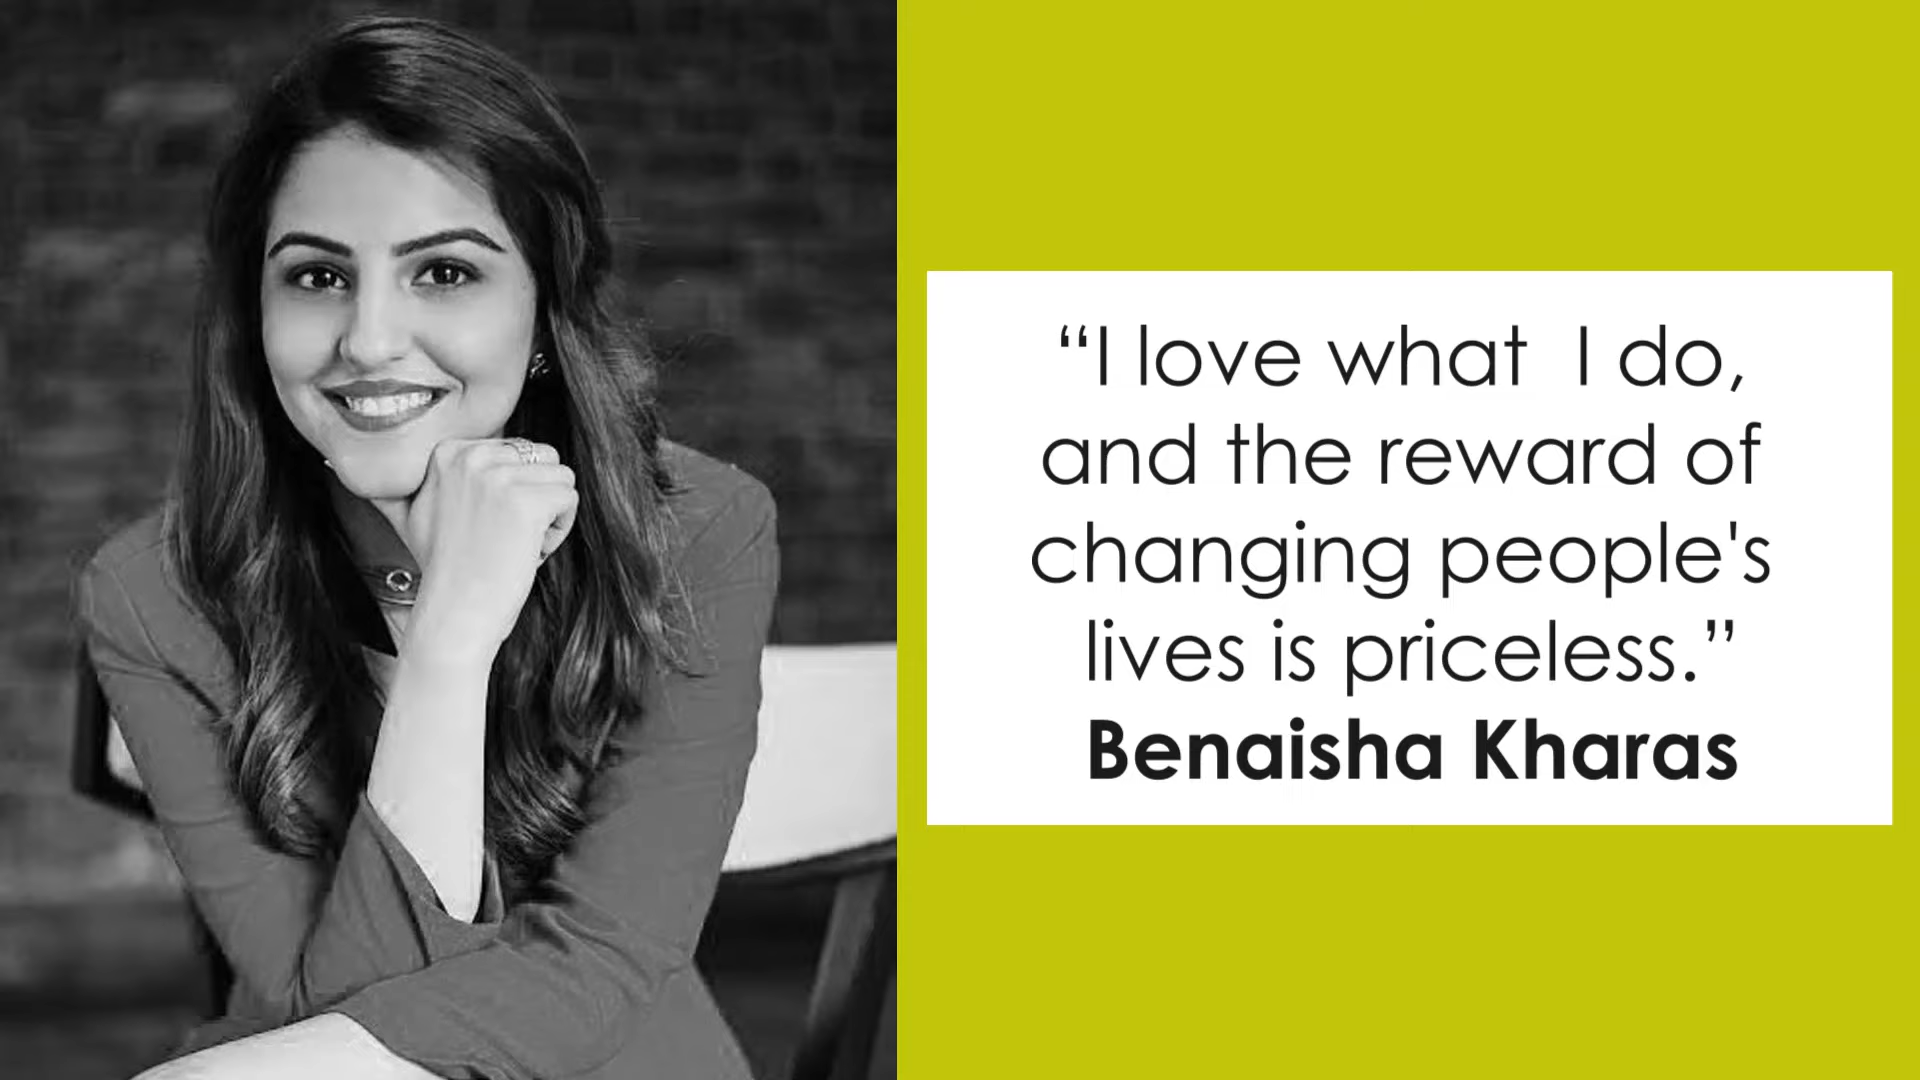 “I love what  I do,
and the reward of
changing people's
lives is priceless.”
Benaisha Kharas